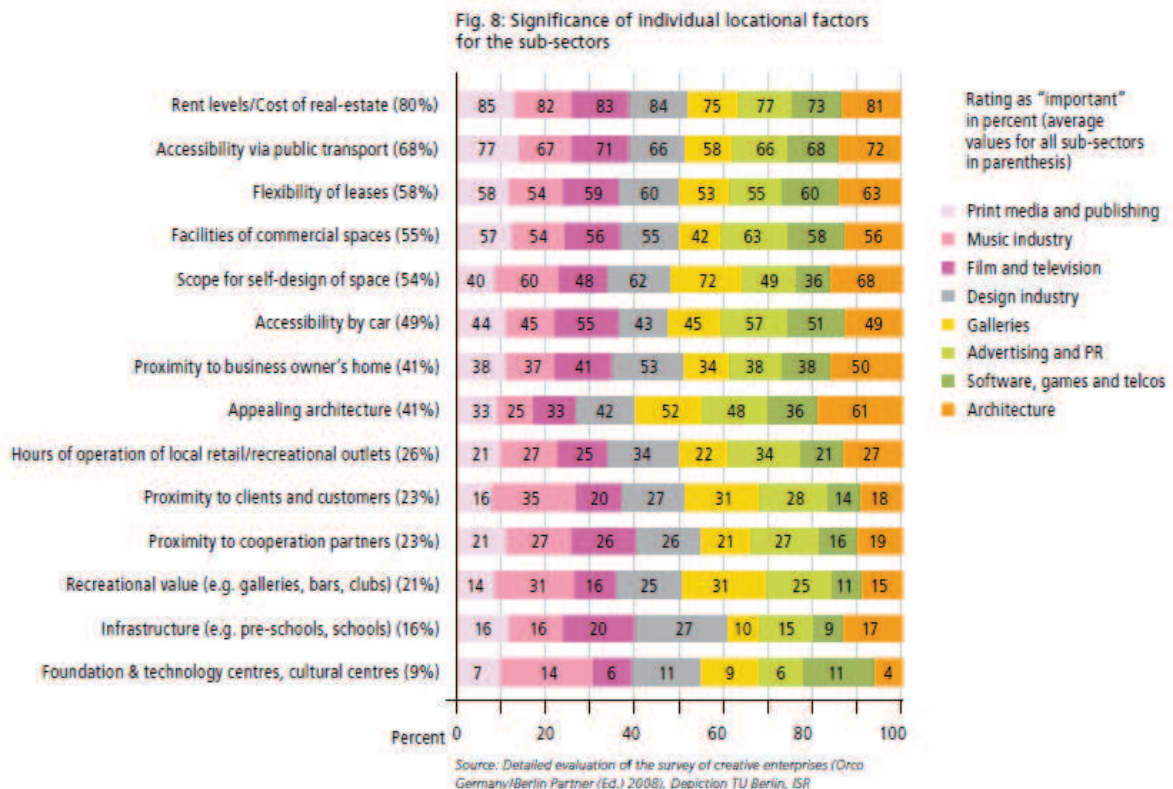 Fig. 8: Significance of individual locational factors
for the sub-sectors
Rent levels/Cost of real-estate (80%) 85 82 83 84 75 77 73 81
Accessibility via public transport (68%) 77 67 71 66 58 66 68 72
Flexibility of leases (58%) 58 54 59 60 53 55 60 63
Facilities of commercial spaces (55%) 57 54 56 55 42 63 58 56
Scope for self-design of space (54%) 40 60 48 62 72 49 36 68
Accessibility by car (49%) 44 45 55 43 45 57 51 49
Proximity to business owner's home (41%) 38 37 41 53 34 38 38 50
Appealing architecture (41%) 33 25 33 42 52 48 36 61
Hours of operation of local retail/recreational outlets (26%) 21 27 25 34 22 34 21 27
Proximity to clients and customers (23%) 16 35 20 27 31 28 14 18
Proximity to cooperation partners (23%) 21 27 26 26 21 27 16 19
Recreational value (e.g. galleries, bars, clubs) (21%) 14 31 16 25 31 25 11 15
Infrastructure (e.g. pre-schools, schools) (16%) 16 16 20 27 10 15 9 17
Foundation & technology centres, cultural centres (9%) 7 14 6 11 9 6 11 4
Percent 0 20 40 60 80 100
Rating as "important"
in percent (average
values for all sub-sectors
in parenthesis)
Print media and publishing
Music industry
Film and television
Design industry
Galleries
Advertising and PR
Software, games and telcos
Architecture
Source: Detailed evaluation of the survey of creative enterprises (Orco
Germany/Berlin Partner (Ed.) 2008), Depiction TU Berlin, ISR